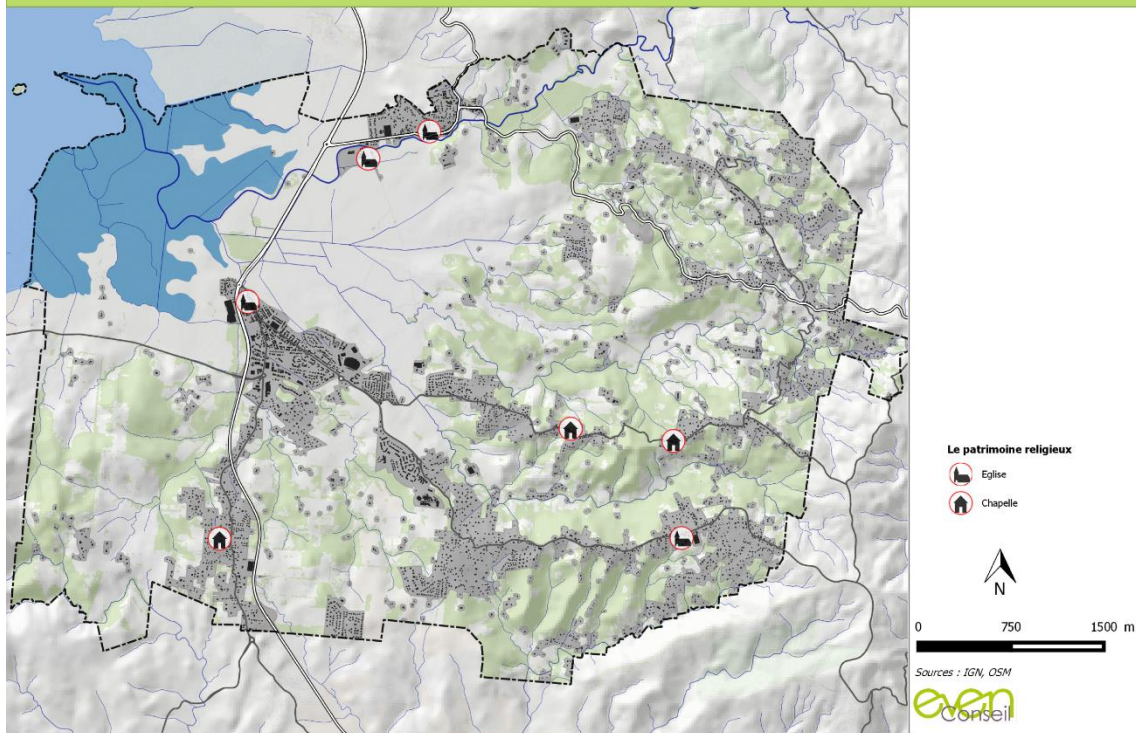 Le patrimoine religieux
Eglise
Chapelle
N
0 750 1500 m
Sources : IGN, OSM
even
Conseil